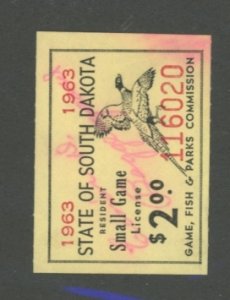 1963 1963
STATE OF SOUTH DAKOTA
RESIDENT
Small Game
License
$2.00
116020
GAME, FISH & PARKS COMMISSION